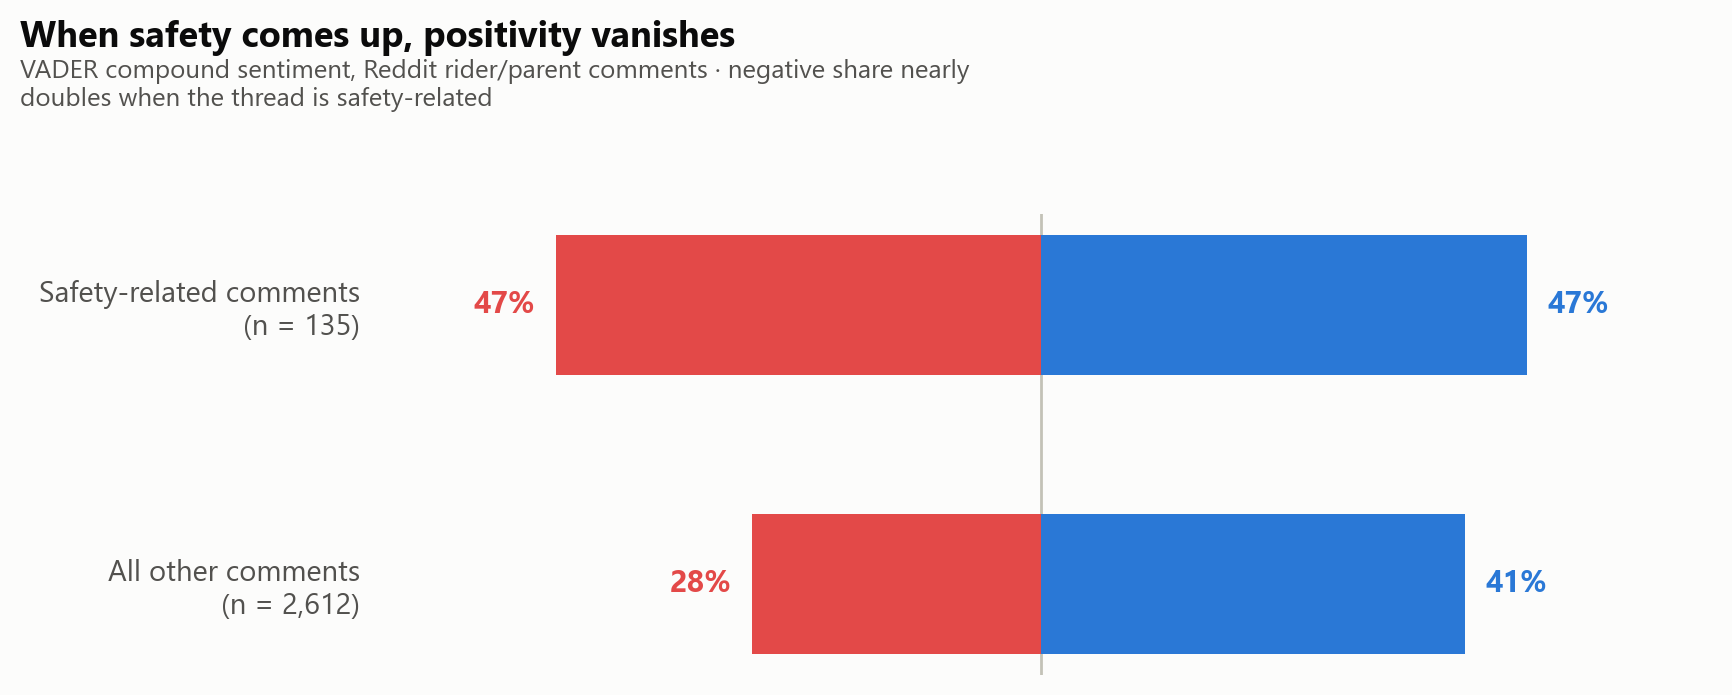 When safety comes up, positivity vanishes
VADER compound sentiment, Reddit rider/parent comments · negative share nearly
doubles when the thread is safety-related
Safety-related comments
(n = 135)
47%
47%
All other comments
(n = 2,612)
28%
41%